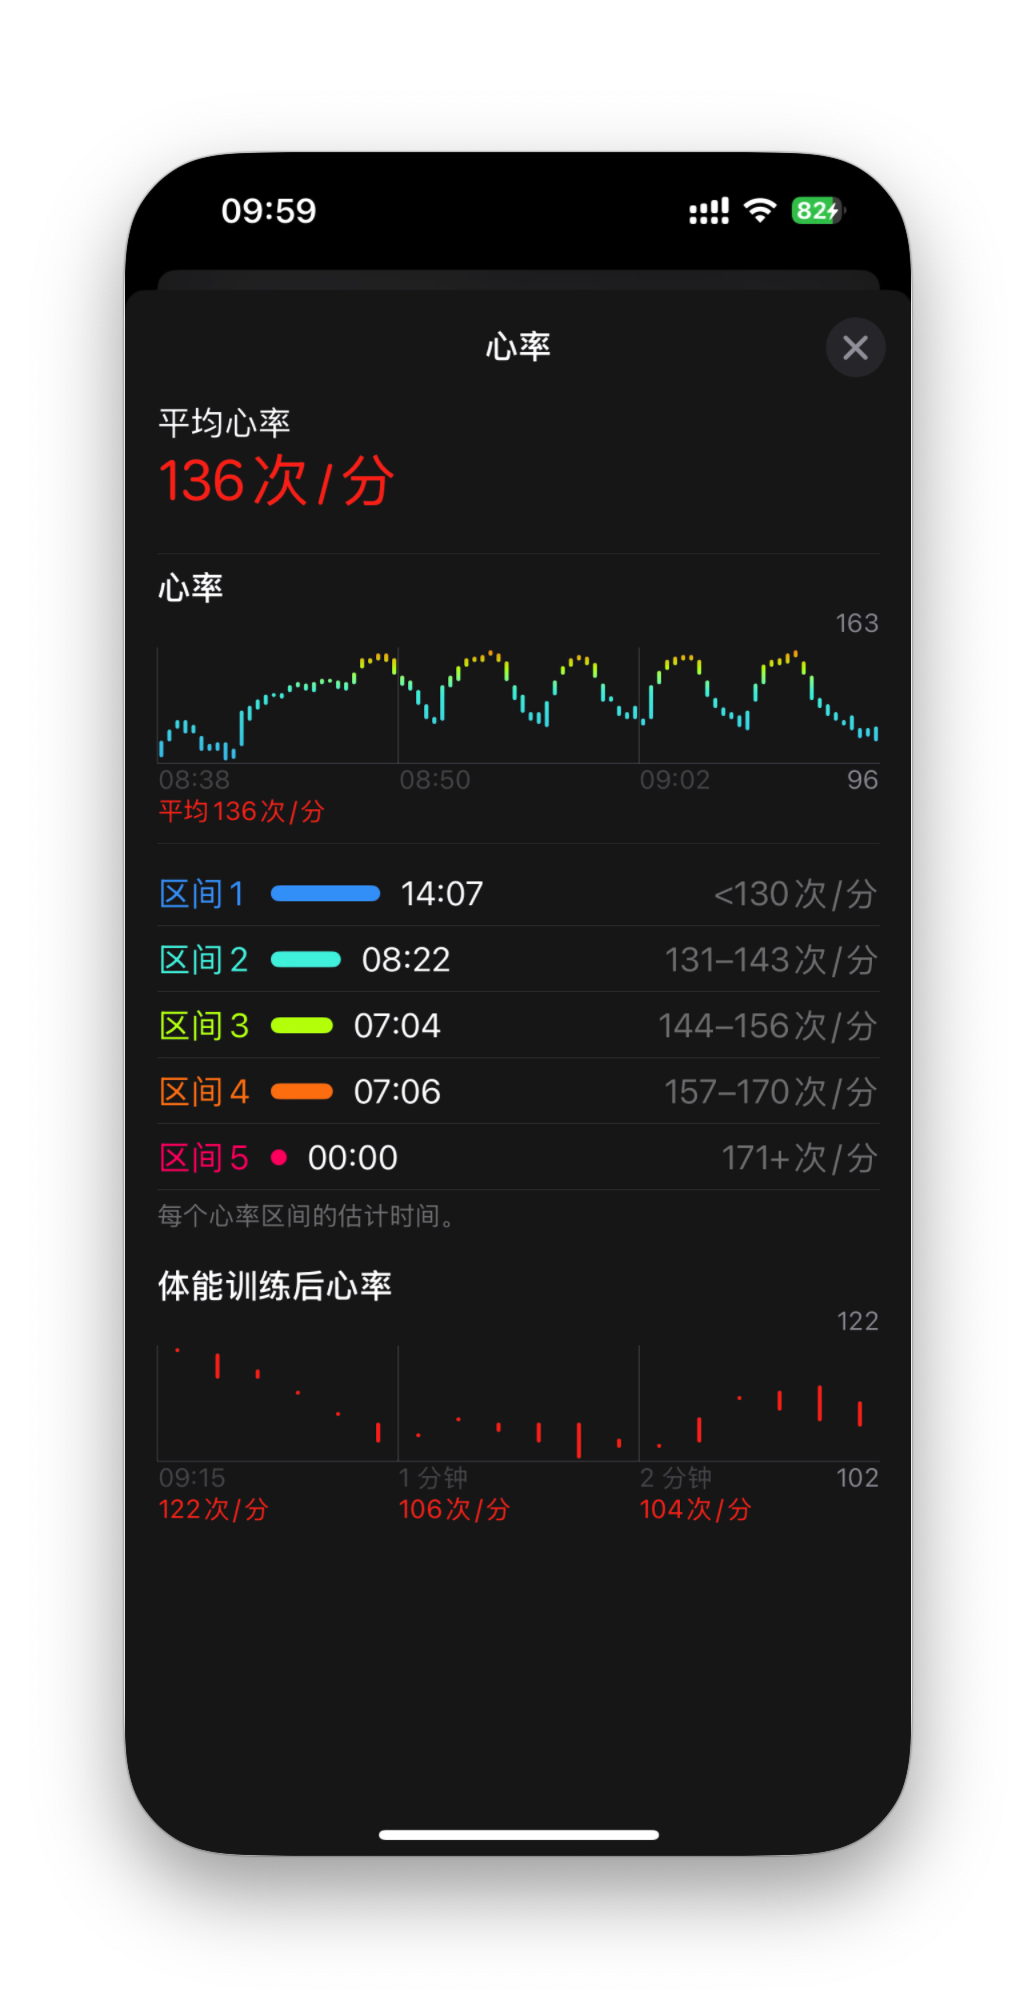 09:59
82
心率
平均心率
136次/分
心率
163
08:38 08:50 09:02 96
平均136次/分
区间1 14:07 <130次/分
区间2 08:22 131–143次/分
区间3 07:04 144–156次/分
区间4 07:06 157–170次/分
区间5 00:00 171+次/分
每个心率区间的估计时间。
体能训练后心率
122
09:15 1 分钟 2 分钟 102
122次/分 106次/分 104次/分